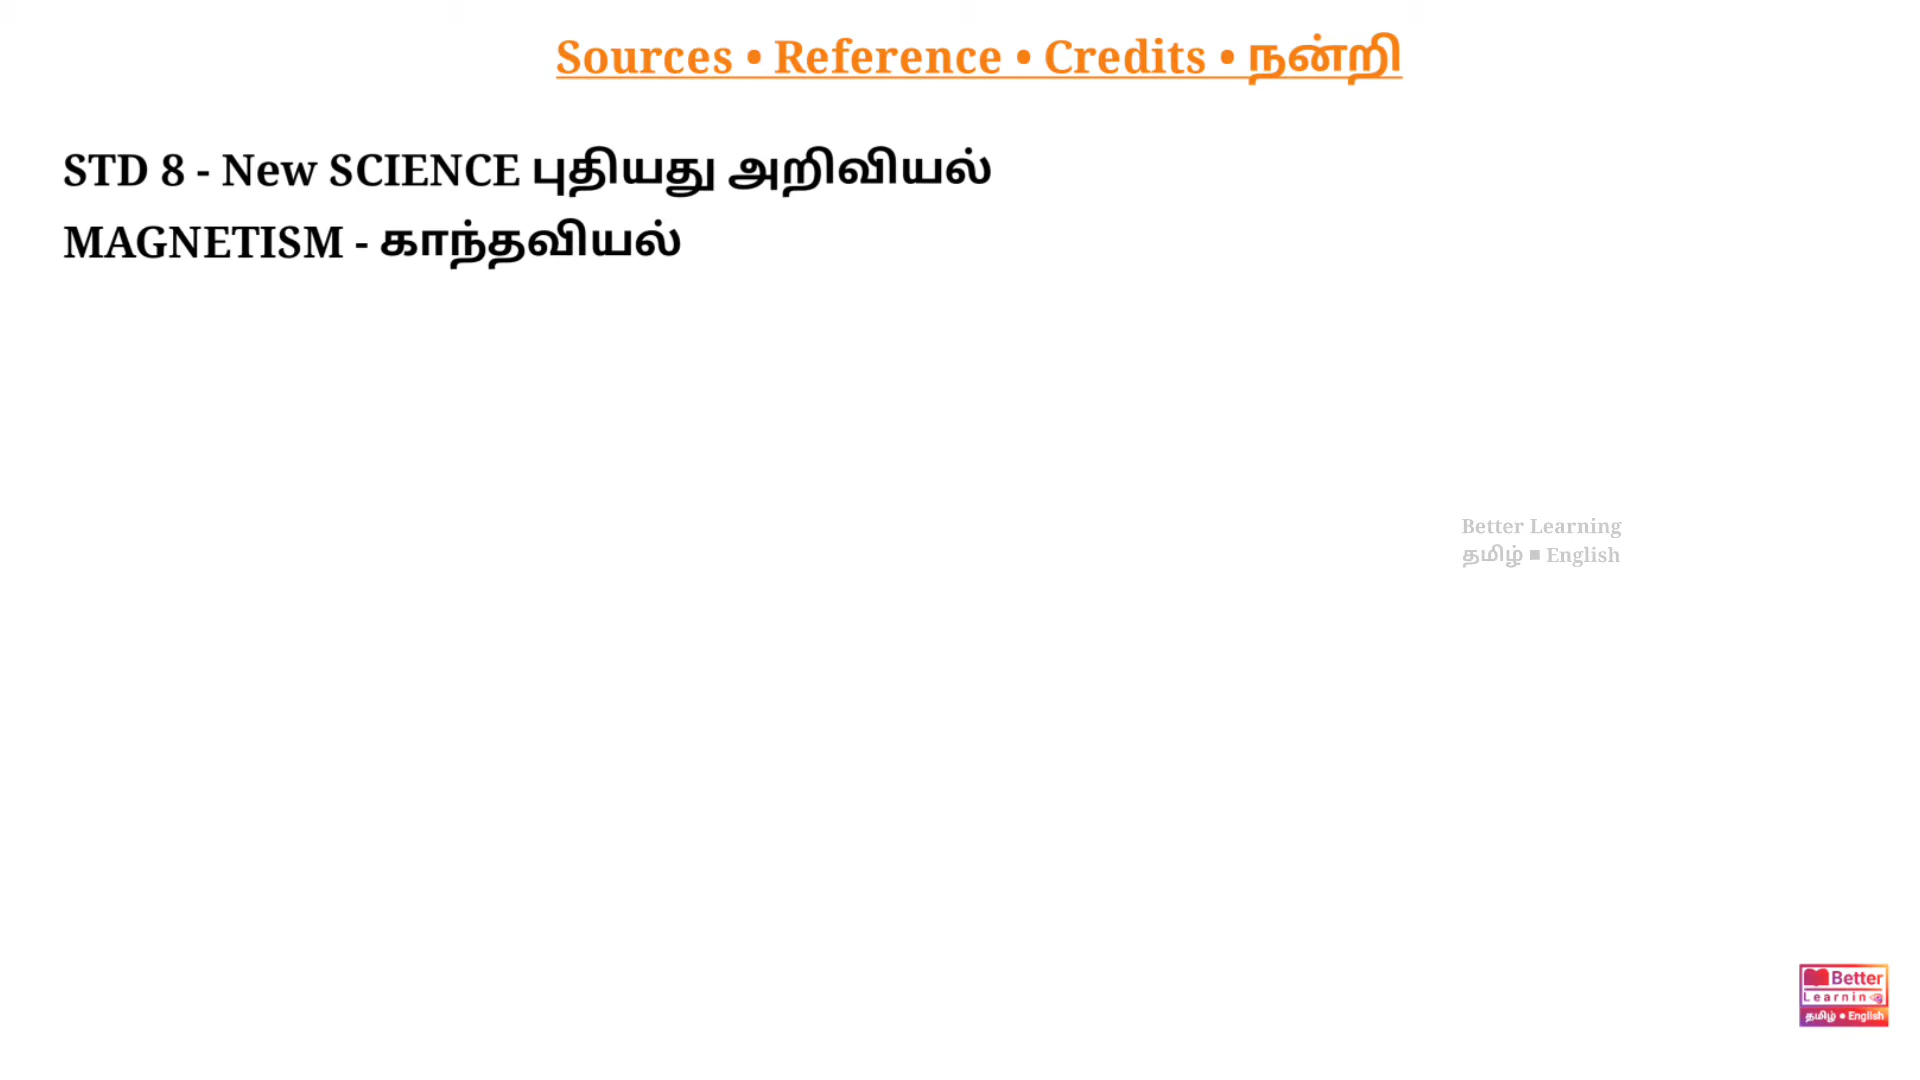 Sources • Reference • Credits • நன்றி
STD 8 - New SCIENCE புதியது அறிவியல்
MAGNETISM - காந்தவியல்
Better Learning
தமிழ் ■ English
Better
Learning
தமிழ் ● English